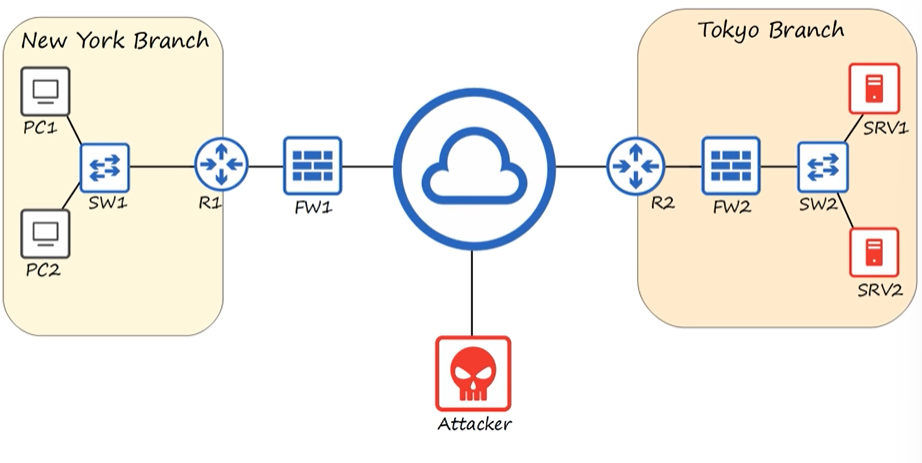 New York Branch
Tokyo Branch
PC1
SRV1
SW1
R1
FW1
R2
FW2
SW2
PC2
SRV2
Attacker